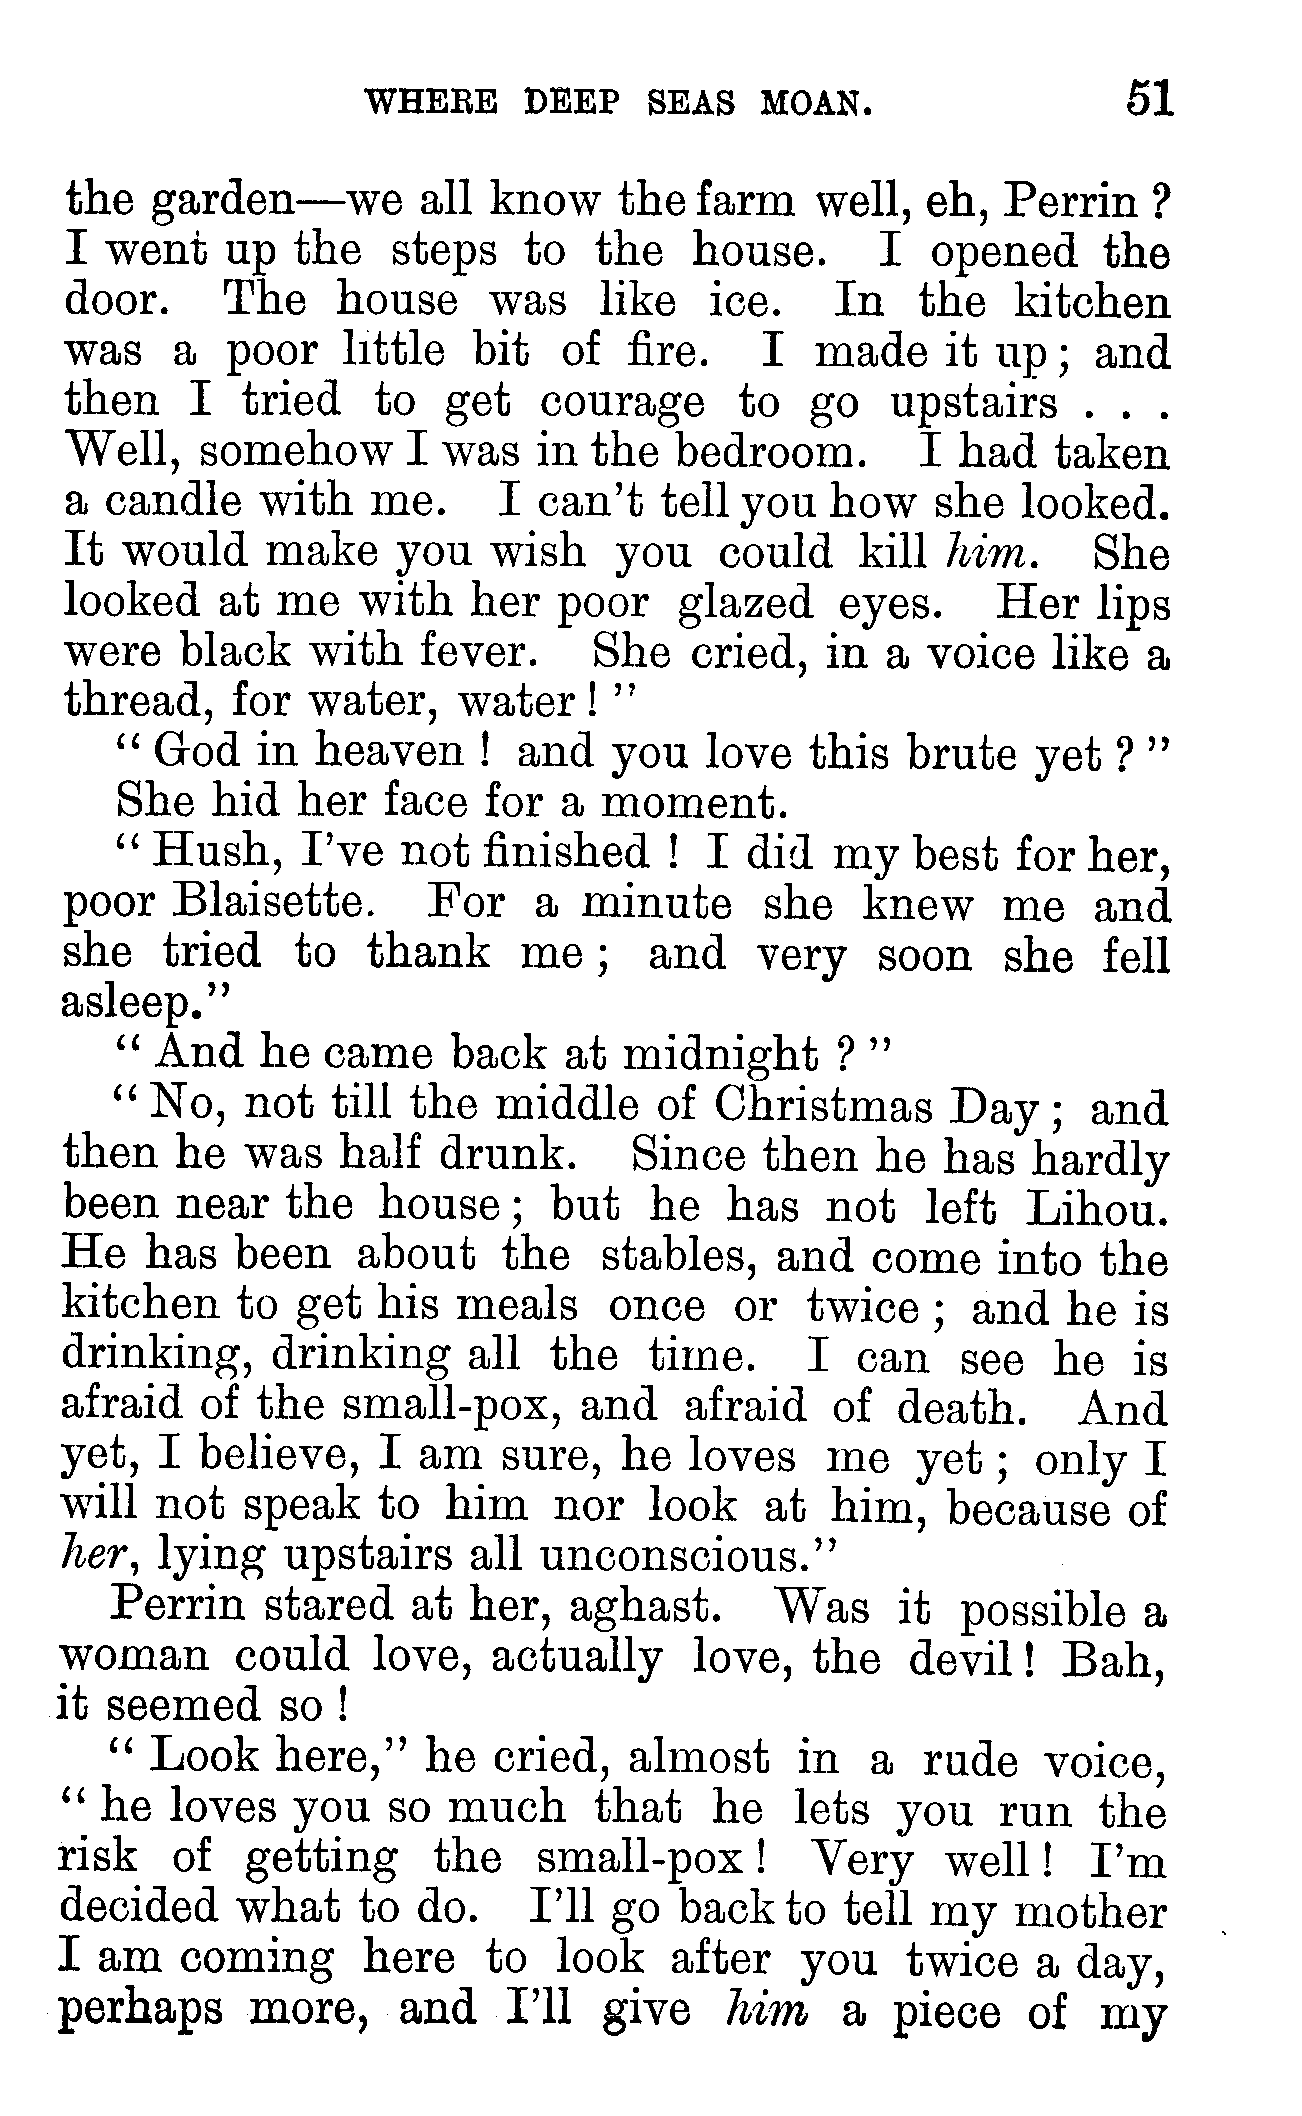 WHERE DEEP SEAS MOAN. 51
the garden—we all know the farm well, eh, Perrin ?
I went up the steps to the house. I opened the
door. The house was like ice. In the kitchen
was a poor little bit of fire. I made it up ; and
then I tried to get courage to go upstairs . . .
Well, somehow I was in the bedroom. I had taken
a candle with me. I can't tell you how she looked.
It would make you wish you could kill him. She
looked at me with her poor glazed eyes. Her lips
were black with fever. She cried, in a voice like a
thread, for water, water ! "
" God in heaven ! and you love this brute yet ? "
She hid her face for a moment.
" Hush, I've not finished ! I did my best for her,
poor Blaisette. For a minute she knew me and
she tried to thank me ; and very soon she fell
asleep."
" And he came back at midnight ? "
" No, not till the middle of Christmas Day ; and
then he was half drunk. Since then he has hardly
been near the house ; but he has not left Lihou.
He has been about the stables, and come into the
kitchen to get his meals once or twice ; and he is
drinking, drinking all the time. I can see he is
afraid of the small-pox, and afraid of death. And
yet, I believe, I am sure, he loves me yet ; only I
will not speak to him nor look at him, because of
her, lying upstairs all unconscious."
Perrin stared at her, aghast. Was it possible a
woman could love, actually love, the devil ! Bah,
it seemed so !
" Look here," he cried, almost in a rude voice,
" he loves you so much that he lets you run the
risk of getting the small-pox ! Very well ! I'm
decided what to do. I'll go back to tell my mother
I am coming here to look after you twice a day,
perhaps more, and I'll give him a piece of my